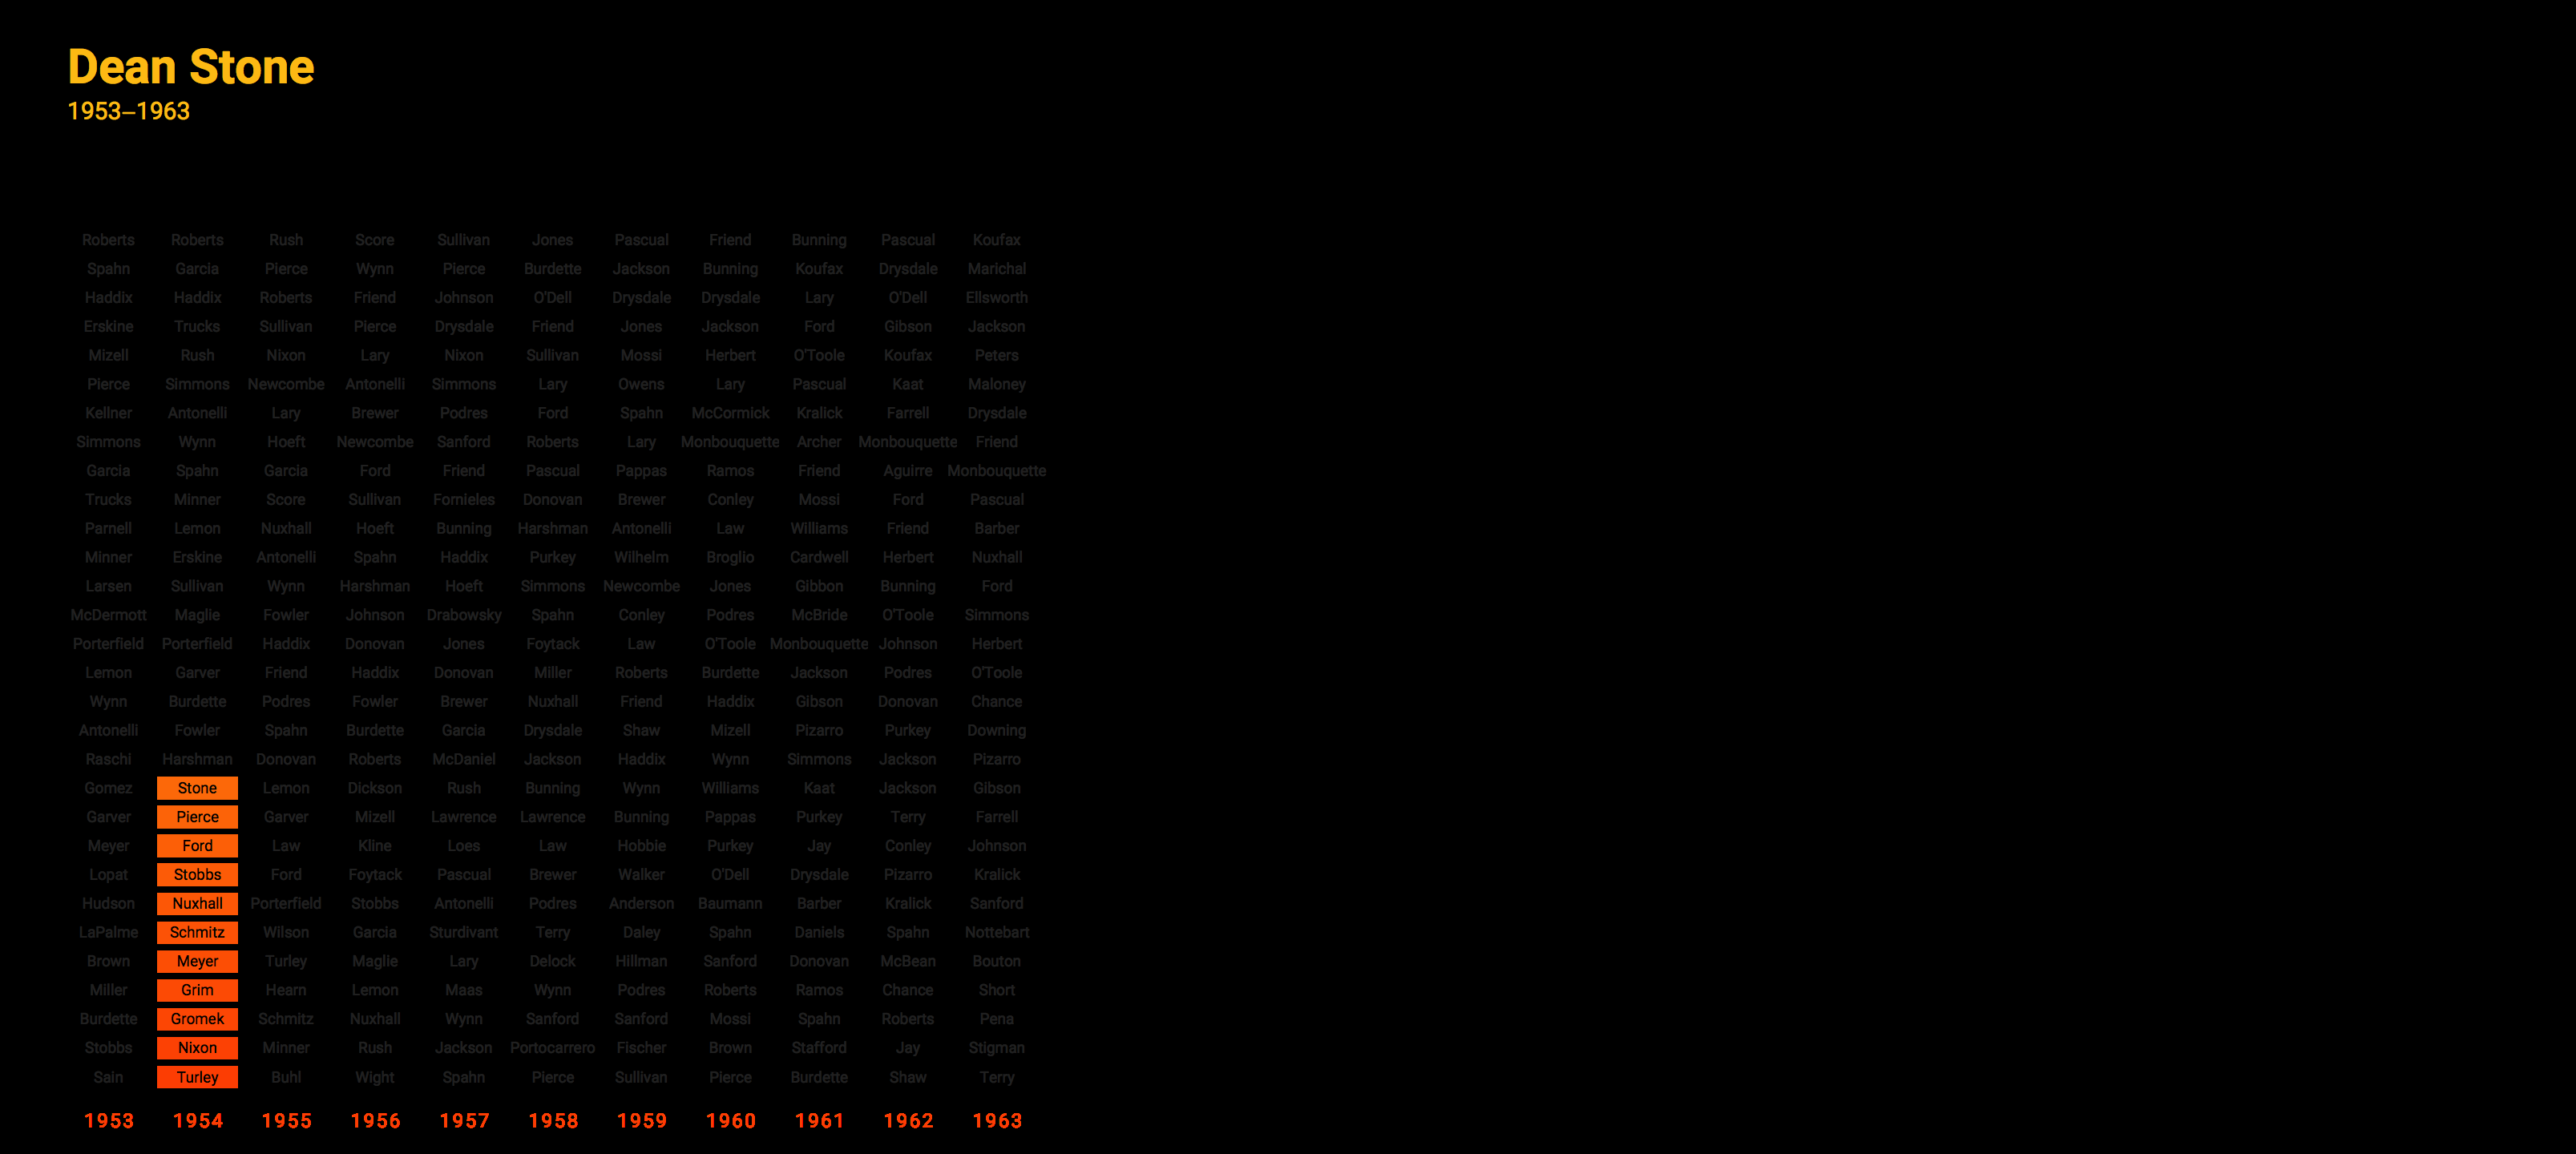 Dean Stone
1953–1963
Roberts Roberts Rush Score Sullivan Jones Pascual Friend Bunning Pascual Koufax
Spahn Garcia Pierce Wynn Pierce Burdette Jackson Bunning Koufax Drysdale Marichal
Haddix Haddix Roberts Friend Johnson O'Dell Drysdale Drysdale Lary O'Dell Ellsworth
Erskine Trucks Sullivan Pierce Drysdale Friend Jones Jackson Ford Gibson Jackson
Mizell Rush Nixon Lary Nixon Sullivan Mossi Herbert O'Toole Koufax Peters
Pierce Simmons Newcombe Antonelli Simmons Lary Owens Lary Pascual Kaat Maloney
Kellner Antonelli Lary Brewer Podres Ford Spahn McCormick Kralick Farrell Drysdale
Simmons Wynn Hoeft Newcombe Sanford Roberts Lary Monbouquette Archer Monbouquette Friend
Garcia Spahn Garcia Ford Friend Pascual Pappas Ramos Friend Aguirre Monbouquette
Trucks Minner Score Sullivan Fornieles Donovan Brewer Conley Mossi Ford Pascual
Parnell Lemon Nuxhall Hoeft Bunning Harshman Antonelli Law Williams Friend Barber
Minner Erskine Antonelli Spahn Haddix Purkey Wilhelm Broglio Cardwell Herbert Nuxhall
Larsen Sullivan Wynn Harshman Hoeft Simmons Newcombe Jones Gibbon Bunning Ford
McDermott Maglie Fowler Johnson Drabowsky Spahn Conley Podres McBride O'Toole Simmons
Porterfield Porterfield Haddix Donovan Jones Foytack Law O'Toole Monbouquette Johnson Herbert
Lemon Garver Friend Haddix Donovan Miller Roberts Burdette Jackson Podres O'Toole
Wynn Burdette Podres Fowler Brewer Nuxhall Friend Haddix Gibson Donovan Chance
Antonelli Fowler Spahn Burdette Garcia Drysdale Shaw Mizell Pizarro Purkey Downing
Raschi Harshman Donovan Roberts McDaniel Jackson Haddix Wynn Simmons Jackson Pizarro
Gomez Stone Lemon Dickson Rush Bunning Wynn Williams Kaat Jackson Gibson
Garver Pierce Garver Mizell Lawrence Lawrence Bunning Pappas Purkey Terry Farrell
Meyer Ford Law Kline Loes Law Hobbie Purkey Jay Conley Johnson
Lopat Stobbs Ford Foytack Pascual Brewer Walker O'Dell Drysdale Pizarro Kralick
Hudson Nuxhall Porterfield Stobbs Antonelli Podres Anderson Baumann Barber Kralick Sanford
LaPalme Schmitz Wilson Garcia Sturdivant Terry Daley Spahn Daniels Spahn Nottebart
Brown Meyer Turley Maglie Lary Delock Hillman Sanford Donovan McBean Bouton
Miller Grim Hearn Lemon Maas Wynn Podres Roberts Ramos Chance Short
Burdette Gromek Schmitz Nuxhall Wynn Sanford Sanford Mossi Spahn Roberts Pena
Stobbs Nixon Minner Rush Jackson Portocarrero Fischer Brown Stafford Jay Stigman
Sain Turley Buhl Wight Spahn Pierce Sullivan Pierce Burdette Shaw Terry
1953 1954 1955 1956 1957 1958 1959 1960 1961 1962 1963